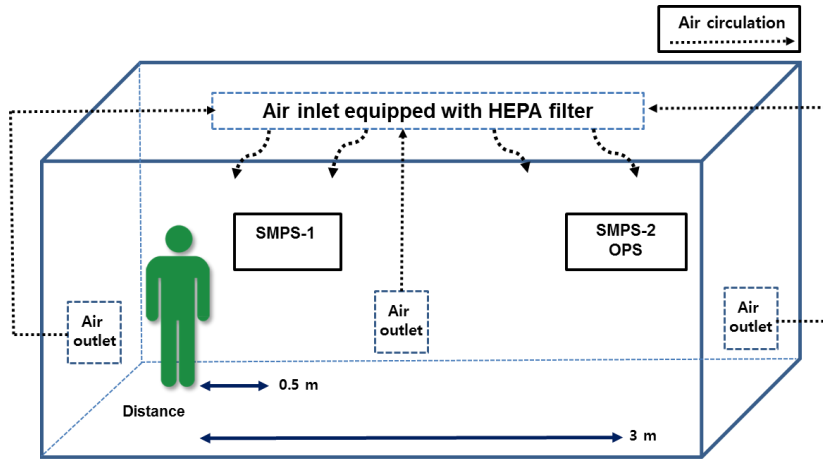 Air circulation
Air inlet equipped with HEPA filter
SMPS-1
SMPS-2
OPS
Air
outlet
Air
outlet
Air
outlet
0.5 m
Distance
3 m